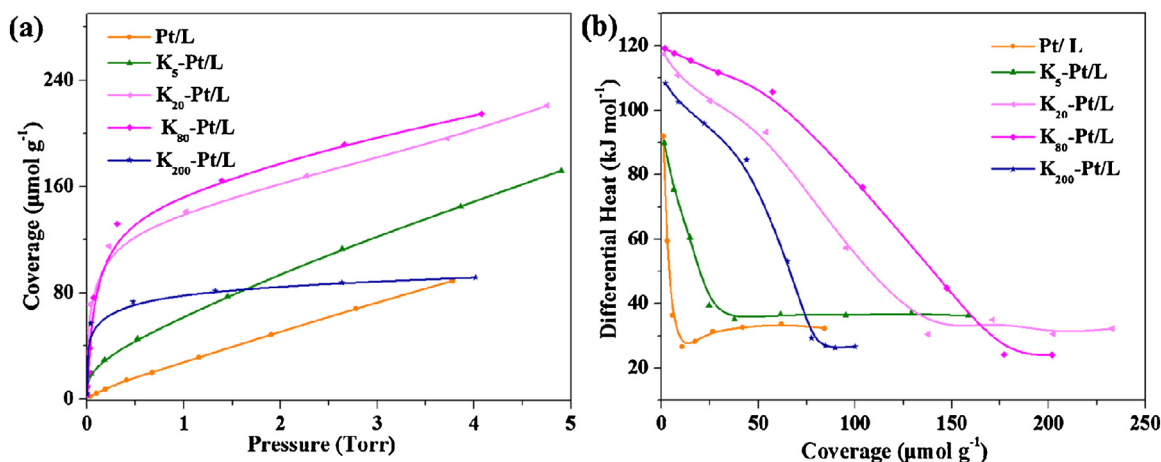 (a)
Pt/L
K5-Pt/L
K20-Pt/L
K80-Pt/L
K200-Pt/L
Coverage (μmol g-1)
240
160
80
0
0 1 2 3 4 5
Pressure (Torr)
(b)
Pt/ L
K5-Pt/L
K20-Pt/L
K80-Pt/L
K200-Pt/L
Differential Heat (kJ mol-1)
120
100
80
60
40
20
0 50 100 150 200 250
Coverage (μmol g-1)